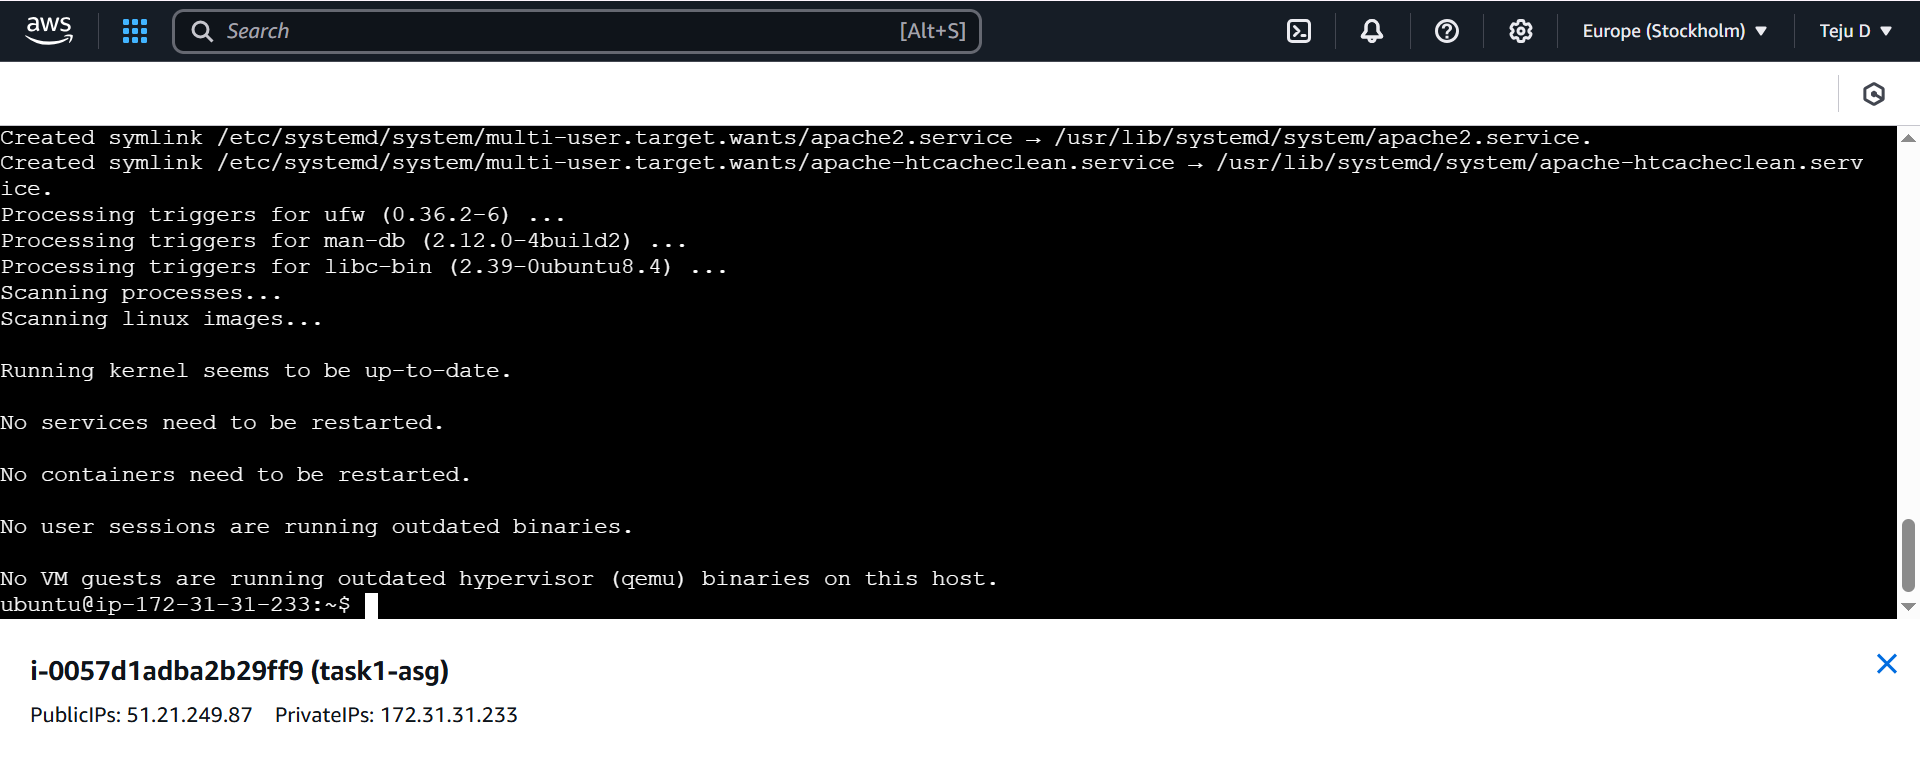 aws
Search [Alt+S]
Europe (Stockholm)
Teju D
Created symlink /etc/systemd/system/multi-user.target.wants/apache2.service → /usr/lib/systemd/system/apache2.service.
Created symlink /etc/systemd/system/multi-user.target.wants/apache-htcacheclean.service → /usr/lib/systemd/system/apache-htcacheclean.serv
ice.
Processing triggers for ufw (0.36.2-6) ...
Processing triggers for man-db (2.12.0-4build2) ...
Processing triggers for libc-bin (2.39-0ubuntu8.4) ...
Scanning processes...
Scanning linux images...
Running kernel seems to be up-to-date.
No services need to be restarted.
No containers need to be restarted.
No user sessions are running outdated binaries.
No VM guests are running outdated hypervisor (qemu) binaries on this host.
ubuntu@ip-172-31-31-233:~$
i-0057d1adba2b29ff9 (task1-asg)
PublicIPs: 51.21.249.87 PrivateIPs: 172.31.31.233